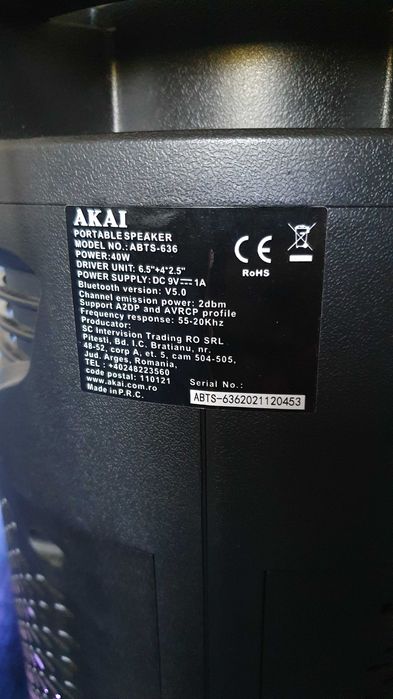 AKAI
PORTABLE SPEAKER
MODEL NO.: ABTS-636
POWER:40W
DRIVER UNIT: 6.5"+4*2.5"
POWER SUPPLY: DC 9V⎓1A
Bluetooth version: V5.0
Channel emission power: 2dbm
Support A2DP and AVRCP profile
Frequency response: 55-20Khz
Producer:
SC Intervision Trading RO SRL
Pitesti, Bd. I.C. Bratianu, nr.
48-52, corp A, et. 5, cam 504-505,
Jud. Arges, Romania,
TEL : +40248223560
code postal: 110121
www.akai.com.ro
Made in P.R.C.
CE
RoHS
Serial No.:
ABTS-6362021120453